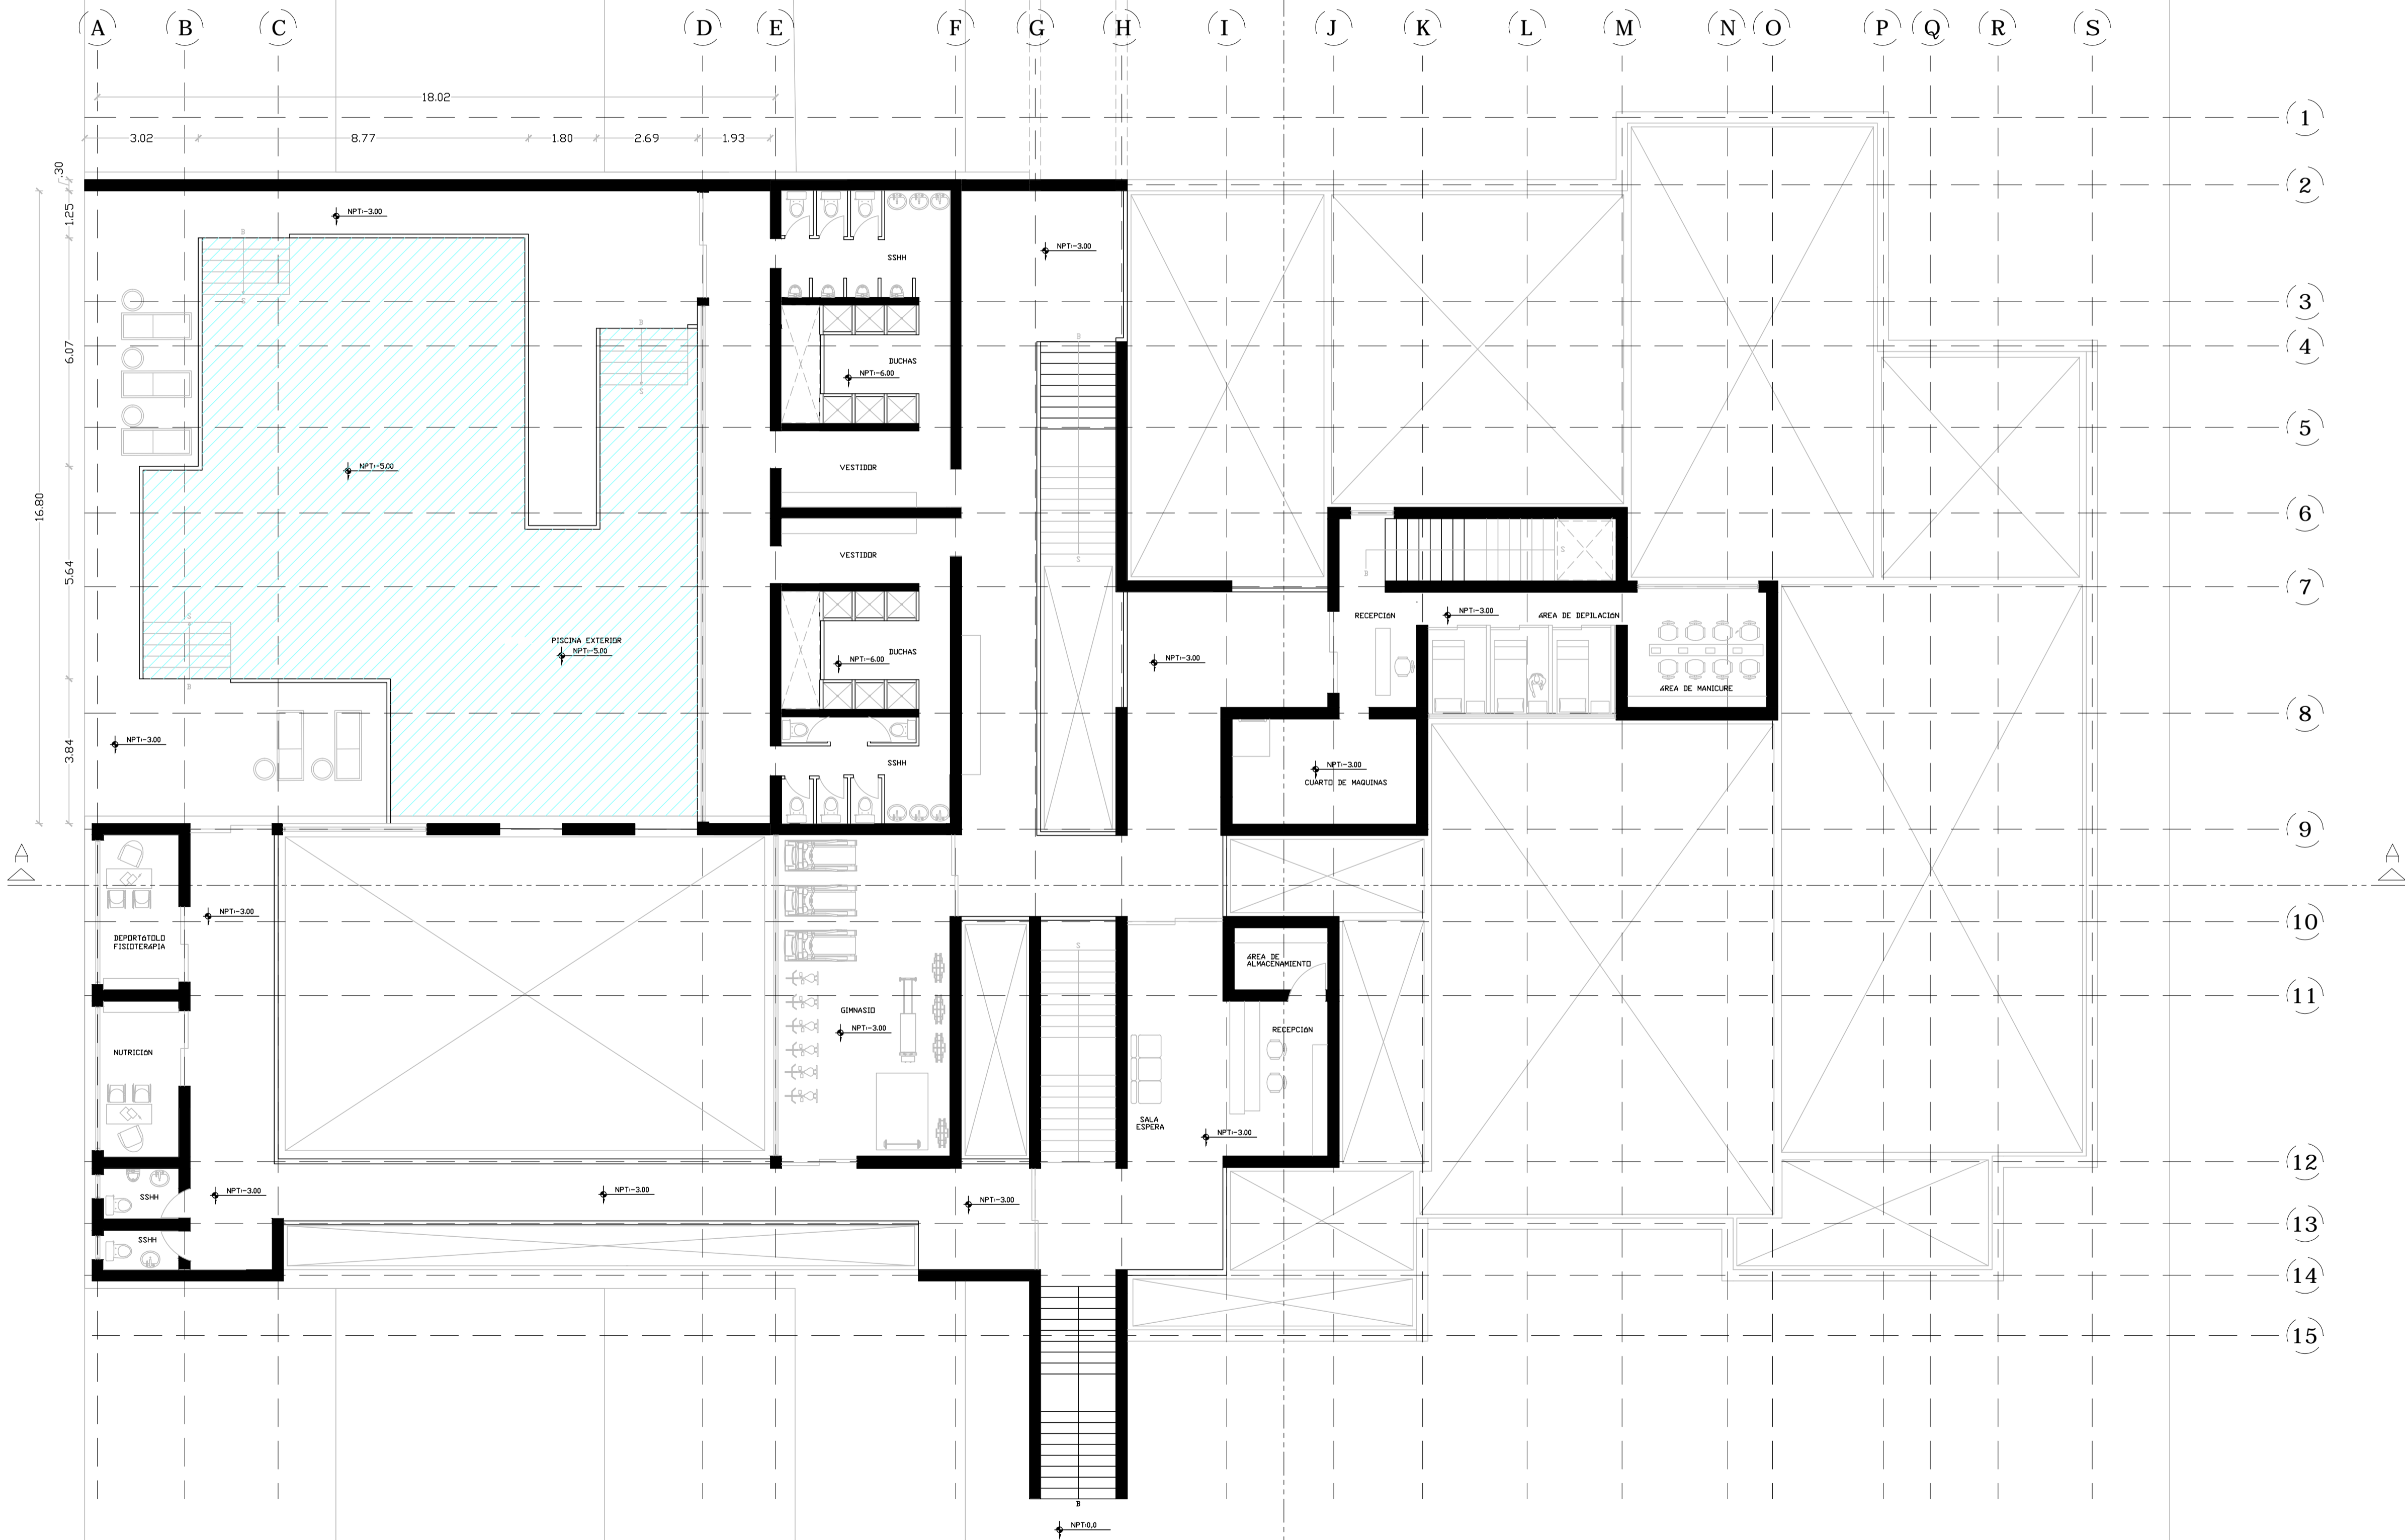 A B C D E F G H I J K L M N O P Q R S
18.02
1
3.02 8.77 1.80 2.69 1.93
.30
2
1.25
NPT:-3.00
NPT:-3.00
B
SSHH
3
B
B
6.07
4
DUCHAS
NPT:-6.00
5
NPT:-5.00
VESTIDOR
16.80
6
VESTIDOR
S
S
B
5.64
7
RECEPCIÓN
NPT:-3.00
ÁREA DE DEPILACIÓN
S
PISCINA EXTERIOR
NPT:-5.00
DUCHAS
NPT:-6.00
NPT:-3.00
B
ÁREA DE MANICURE
8
NPT:-3.00
3.84
SSHH
NPT:-3.00
CUARTO DE MAQUINAS
9
A
A
NPT:-3.00
10
DEPORTÓTOLO
FISIOTERÁPIA
S
ÁREA DE
ALMACENAMIENTO
11
GIMNASIO
NPT:-3.00
RECEPCIÓN
NUTRICIÓN
SALA
ESPERA
NPT:-3.00
12
SSHH
NPT:-3.00
NPT:-3.00
NPT:-3.00
13
SSHH
14
15
B
NPT:0,0